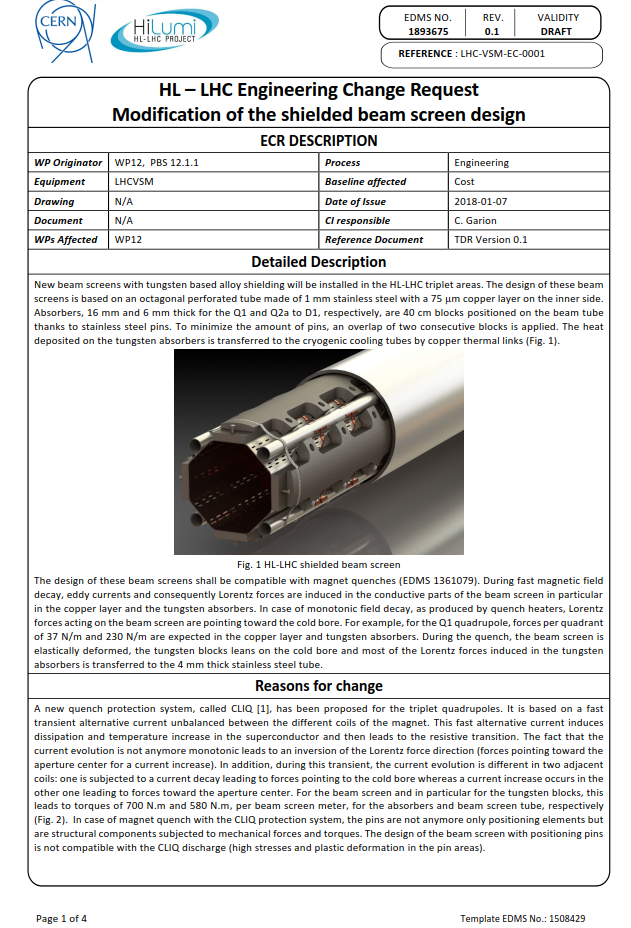 CERN
HiLumi
HL-LHC PROJECT
EDMS NO. REV. VALIDITY
1893675 0.1 DRAFT
REFERENCE : LHC-VSM-EC-0001
HL – LHC Engineering Change Request
Modification of the shielded beam screen design
ECR DESCRIPTION
WP Originator WP12, PBS 12.1.1 Process Engineering
Equipment LHCVSM Baseline affected Cost
Drawing N/A Date of Issue 2018-01-07
Document N/A CI responsible C. Garion
WPs Affected WP12 Reference Document TDR Version 0.1
Detailed Description
New beam screens with tungsten based alloy shielding will be installed in the HL-LHC triplet areas. The design of these beam
screens is based on an octagonal perforated tube made of 1 mm stainless steel with a 75 μm copper layer on the inner side.
Absorbers, 16 mm and 6 mm thick for the Q1 and Q2a to D1, respectively, are 40 cm blocks positioned on the beam tube
thanks to stainless steel pins. To minimize the amount of pins, an overlap of two consecutive blocks is applied. The heat
deposited on the tungsten absorbers is transferred to the cryogenic cooling tubes by copper thermal links (Fig. 1).
Fig. 1 HL-LHC shielded beam screen
The design of these beam screens shall be compatible with magnet quenches (EDMS 1361079). During fast magnetic field
decay, eddy currents and consequently Lorentz forces are induced in the conductive parts of the beam screen in particular
in the copper layer and the tungsten absorbers. In case of monotonic field decay, as produced by quench heaters, Lorentz
forces acting on the beam screen are pointing toward the cold bore. For example, for the Q1 quadrupole, forces per quadrant
of 37 N/m and 230 N/m are expected in the copper layer and tungsten absorbers. During the quench, the beam screen is
elastically deformed, the tungsten blocks leans on the cold bore and most of the Lorentz forces induced in the tungsten
absorbers is transferred to the 4 mm thick stainless steel tube.
Reasons for change
A new quench protection system, called CLIQ [1], has been proposed for the triplet quadrupoles. It is based on a fast
transient alternative current unbalanced between the different coils of the magnet. This fast alternative current induces
dissipation and temperature increase in the superconductor and then leads to the resistive transition. The fact that the
current evolution is not anymore monotonic leads to an inversion of the Lorentz force direction (forces pointing toward the
aperture center for a current increase). In addition, during this transient, the current evolution is different in two adjacent
coils: one is subjected to a current decay leading to forces pointing to the cold bore whereas a current increase occurs in the
other one leading to forces toward the aperture center. For the beam screen and in particular for the tungsten blocks, this
leads to torques of 700 N.m and 580 N.m, per beam screen meter, for the absorbers and beam screen tube, respectively
(Fig. 2). In case of magnet quench with the CLIQ protection system, the pins are not anymore only positioning elements but
are structural components subjected to mechanical forces and torques. The design of the beam screen with positioning pins
is not compatible with the CLIQ discharge (high stresses and plastic deformation in the pin areas).
Page 1 of 4 Template EDMS No.: 1508429